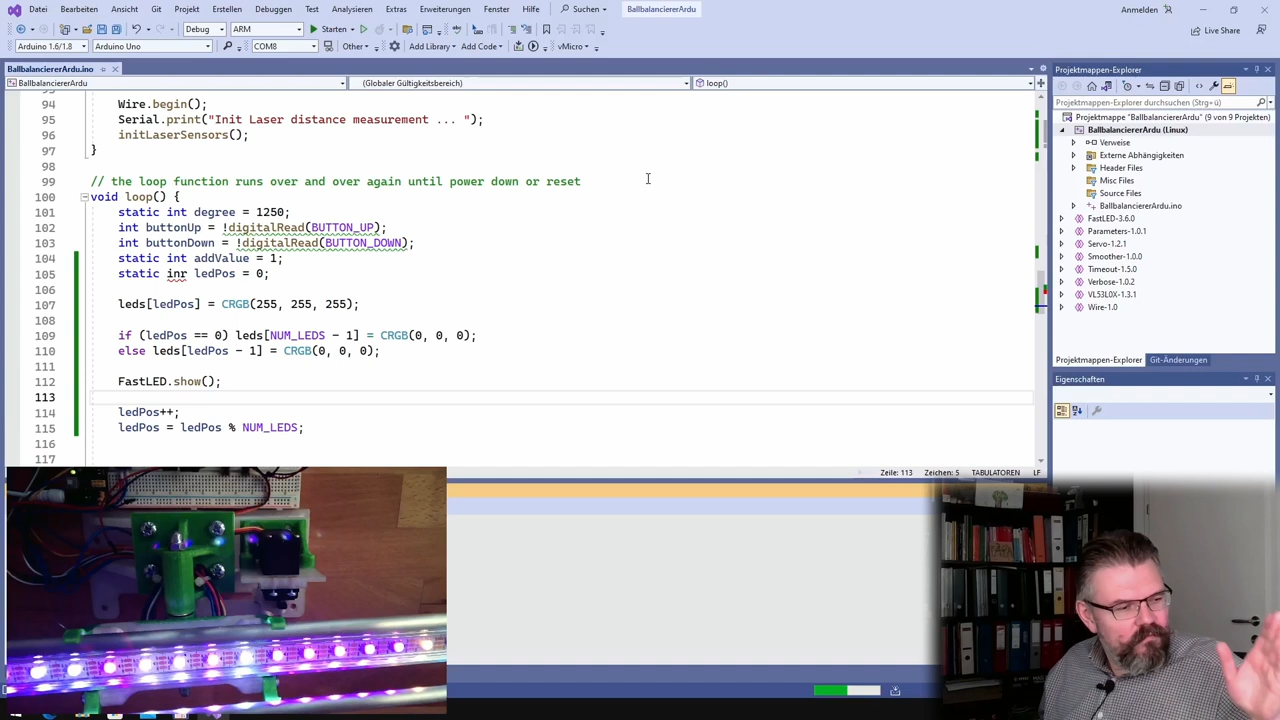 Datei Bearbeiten Ansicht Git Projekt Erstellen Debuggen Test Analysieren Extras Erweiterungen Fenster Hilfe Suchen BallbalanciererArdu Anmelden
Debug ARM Starten Live Share
Arduino 1.6/1.8 Arduino Uno COM8 Other Add Library Add Code vMicro
BallbalanciererArdu.ino
BallbalanciererArdu (Globaler Gültigkeitsbereich) loop()
94 Wire.begin();
95 Serial.print("Init Laser distance measurement ... ");
96 initLaserSensors();
97 }
98
99 // the loop function runs over and over again until power down or reset
100 void loop() {
101 static int degree = 1250;
102 int buttonUp = !digitalRead(BUTTON_UP);
103 int buttonDown = !digitalRead(BUTTON_DOWN);
104 static int addValue = 1;
105 static inr ledPos = 0;
106
107 leds[ledPos] = CRGB(255, 255, 255);
108
109 if (ledPos == 0) leds[NUM_LEDS - 1] = CRGB(0, 0, 0);
110 else leds[ledPos - 1] = CRGB(0, 0, 0);
111
112 FastLED.show();
113
114 ledPos++;
115 ledPos = ledPos % NUM_LEDS;
116
117
Zeile: 113 Zeichen: 5 TABULATOREN LF
Projektmappen-Explorer
Projektmappen-Explorer durchsuchen (Strg+ü)
Projektmappe "BallbalanciererArdu" (9 von 9 Projekten)
BallbalanciererArdu (Linux)
Verweise
Externe Abhängigkeiten
Header Files
Misc Files
Source Files
BallbalanciererArdu.ino
FastLED-3.6.0
Parameters-1.0.1
Servo-1.2.1
Smoother-1.0.0
Timeout-1.5.0
Verbose-1.0.2
VL53L0X-1.3.1
Wire-1.0
Projektmappen-Explorer Git-Änderungen
Eigenschaften